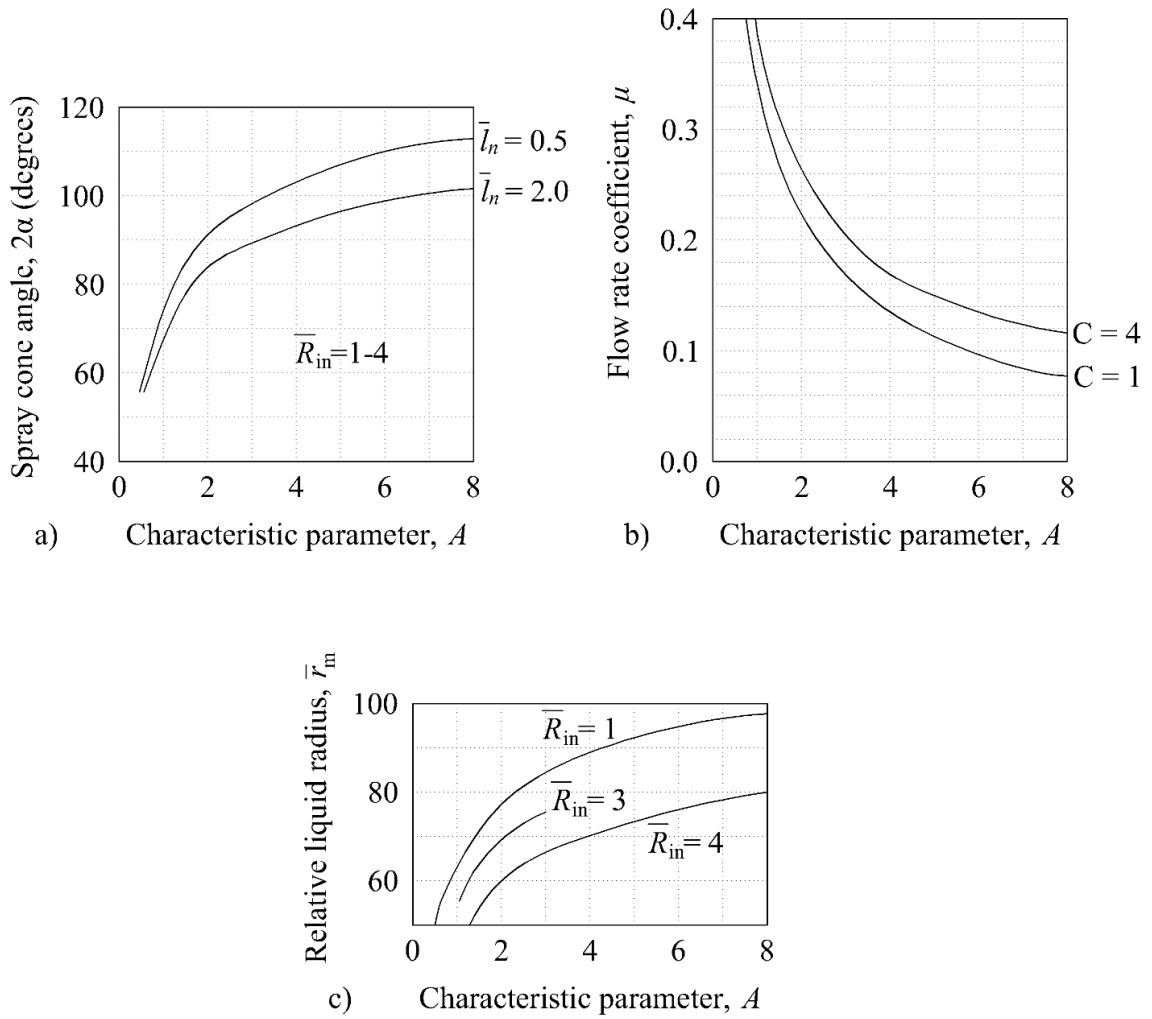 Spray conc anglc, 2α (dcgrccs)
120
100
80
60
40
0 2 4 6 8
l̅n = 0.5
l̅n = 2.0
R̅in=1-4
a) Characteristic parameter, A
Flow rate coefficient, μ
0.4
0.3
0.2
0.1
0.0
0 2 4 6 8
C = 4
C = 1
b) Characteristic parameter, A
Relative liquid radius, r̅m
100
80
60
0 2 4 6 8
R̅in= 1
R̅in= 3
R̅in= 4
c) Characteristic parameter, A